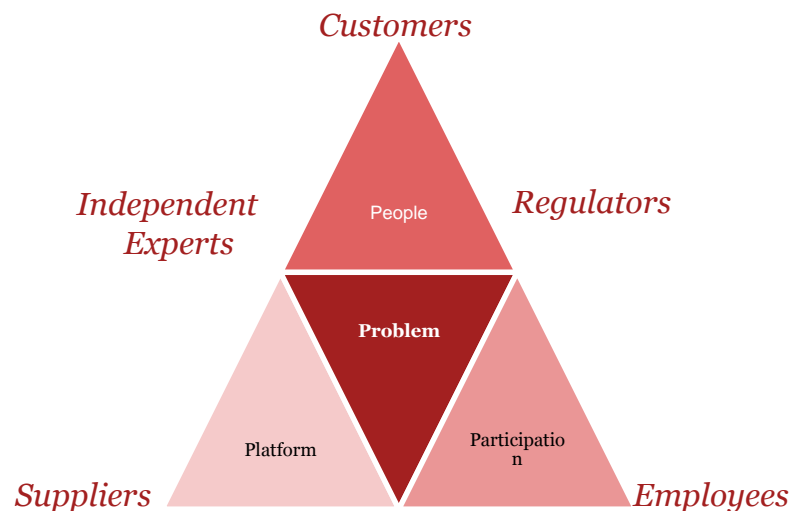 Customers
Independent
Experts
Regulators
People
Problem
Platform
Participatio
n
Suppliers
Employees